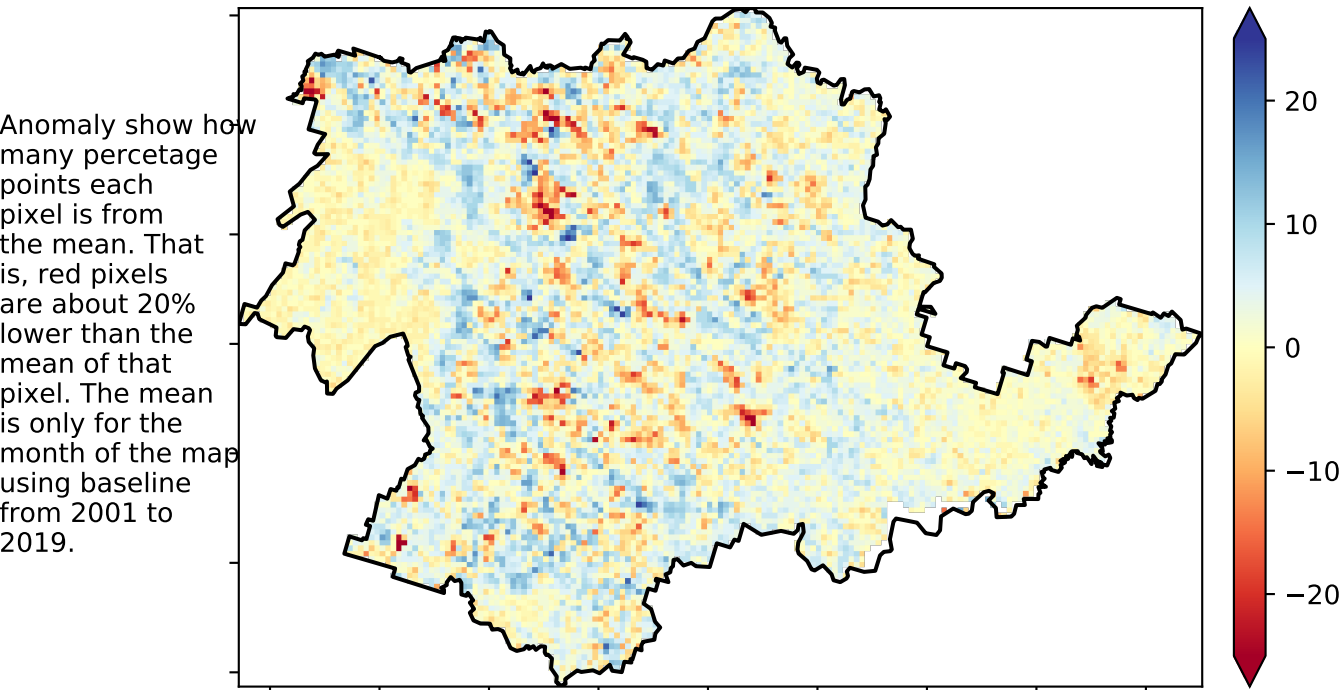 Anomaly show how
many percetage
points each
pixel is from
the mean. That
is, red pixels
are about 20%
lower than the
mean of that
pixel. The mean
is only for the
month of the map
using baseline
from 2001 to
2019.
20
10
0
−10
−20